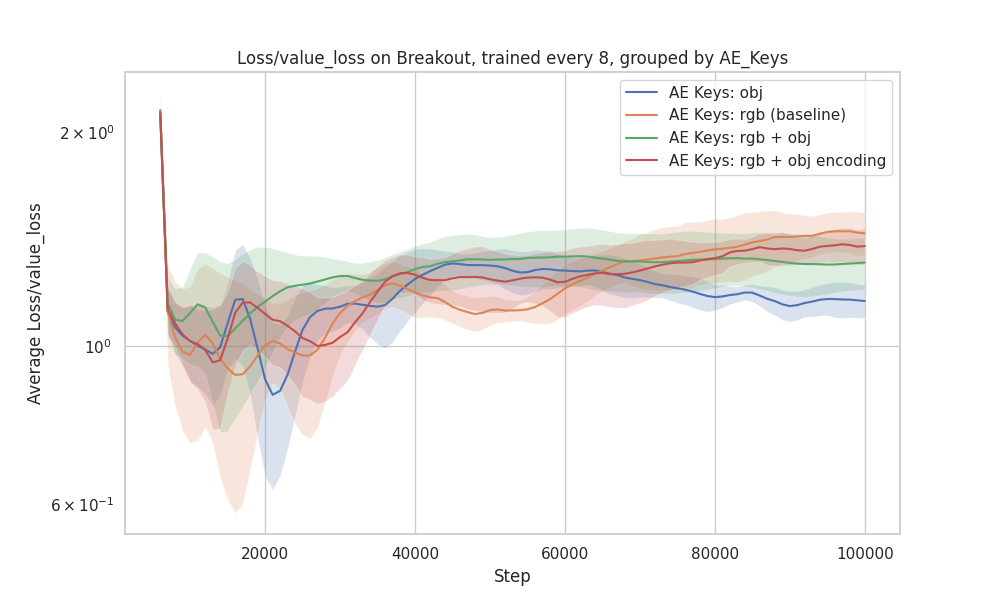 Loss/value_loss on Breakout, trained every 8, grouped by AE_Keys
AE Keys: obj
AE Keys: rgb (baseline)
AE Keys: rgb + obj
AE Keys: rgb + obj encoding
Average Loss/value_loss
2 × 10⁰
10⁰
6 × 10⁻¹
20000
40000
60000
80000
100000
Step